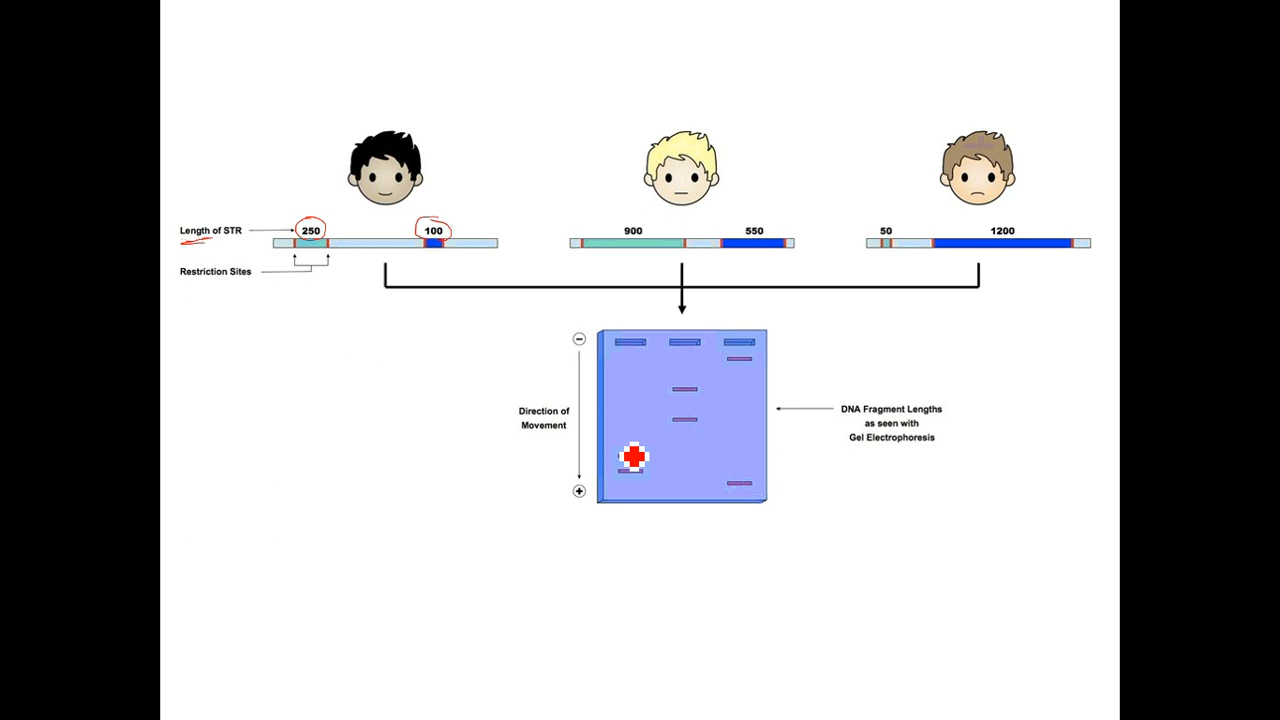 Length of STR
250
100
900
550
50
1200
Restriction Sites
−
Direction of
Movement
+
DNA Fragment Lengths
as seen with
Gel Electrophoresis